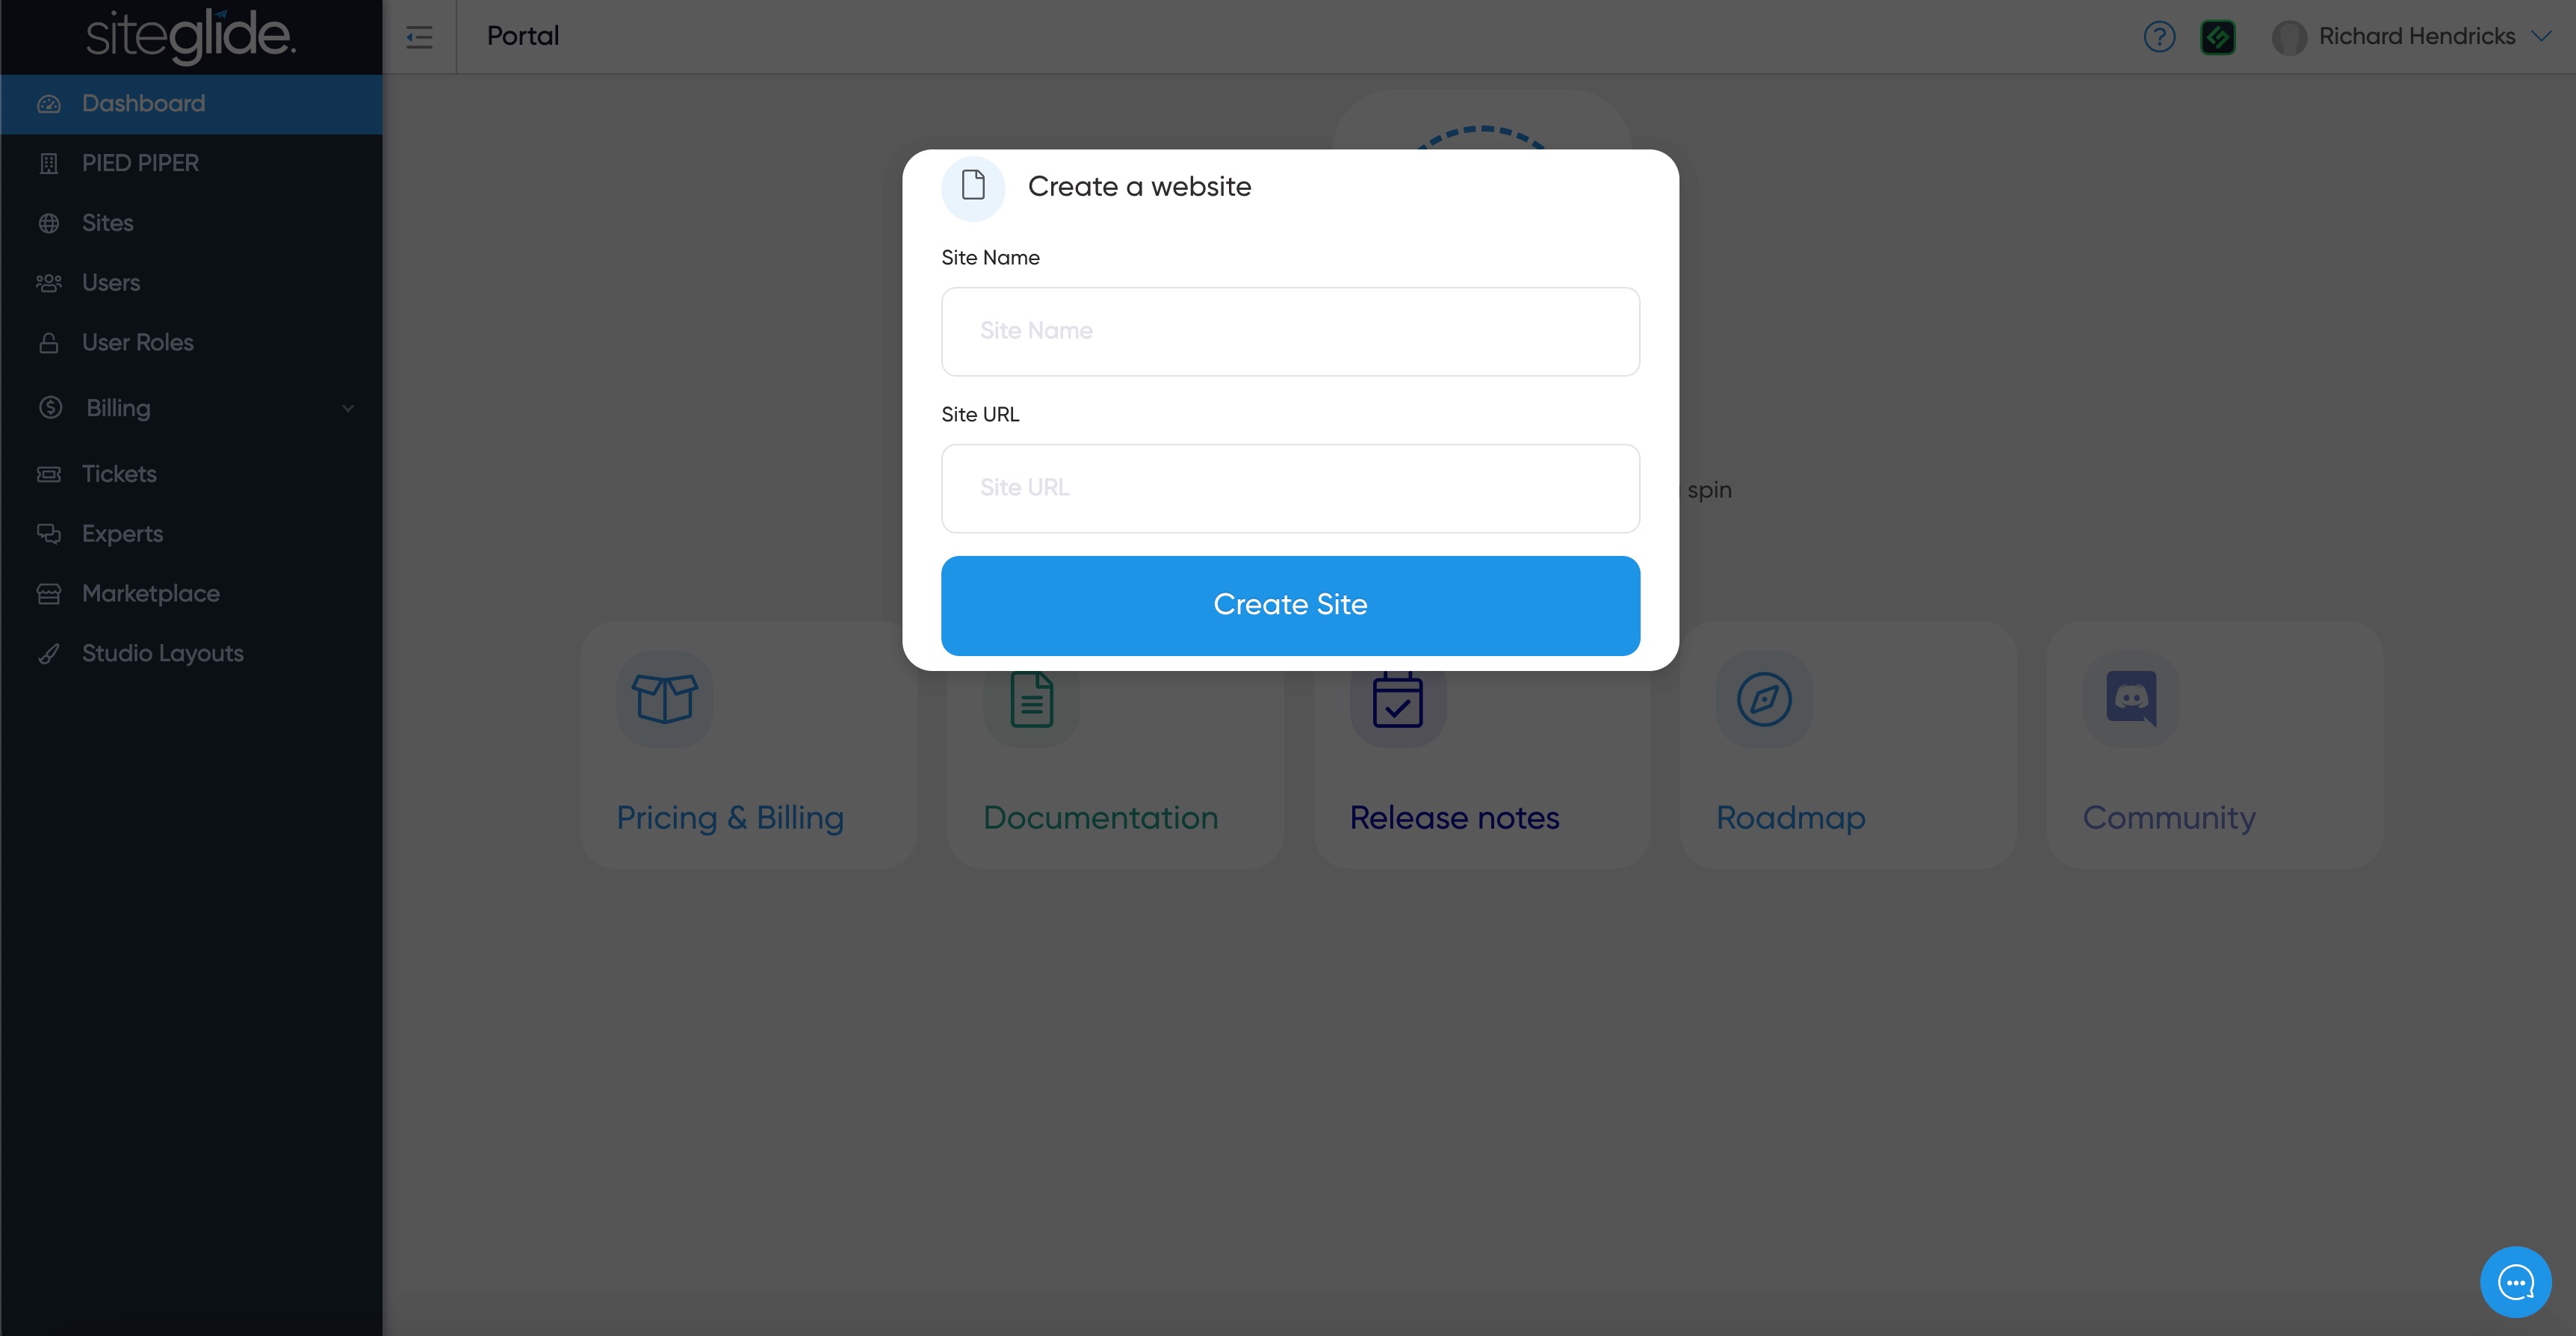 siteglide.
Portal
Richard Hendricks
Dashboard
PIED PIPER
Sites
Users
User Roles
Billing
Tickets
Experts
Marketplace
Studio Layouts
Create a website
Site Name
Site Name
Site URL
Site URL
spin
Create Site
Pricing & Billing
Documentation
Release notes
Roadmap
Community